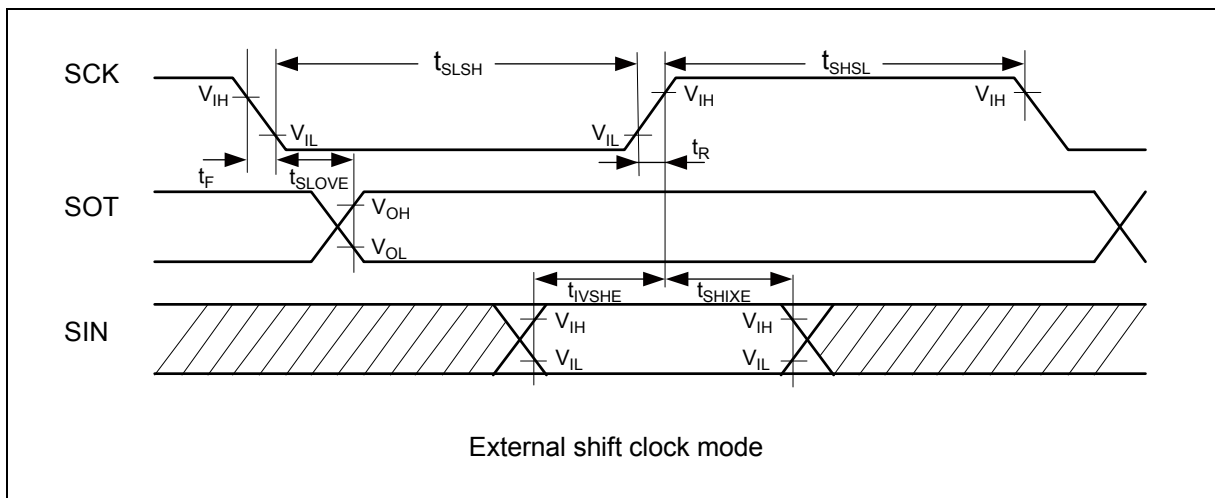 SCK
t_SLSH
t_SHSL
V_IH
V_IH
V_IH
V_IL
V_IL
t_R
t_F
t_SLOVE
SOT
V_OH
V_OL
t_IVSHE
t_SHIXE
SIN
V_IH
V_IH
V_IL
V_IL
External shift clock mode